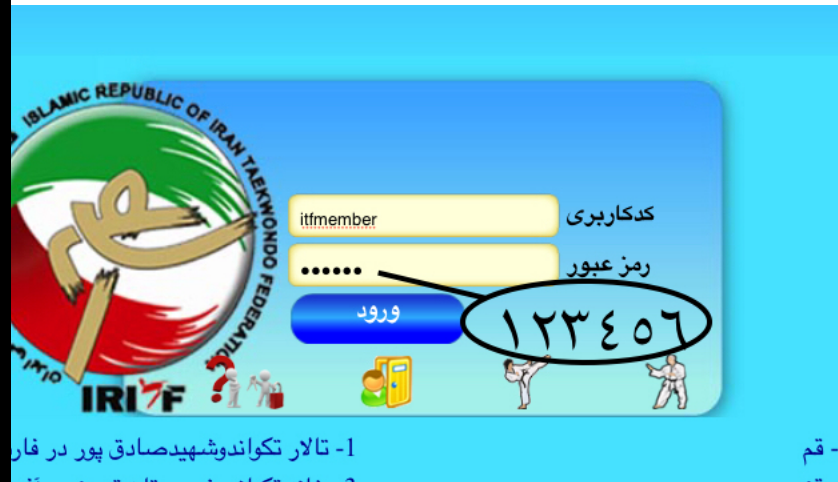 ISLAMIC REPUBLIC OF IRAN TAEKWONDO FEDERATION
کدکاربری
itfmember
رمز عبور
••••••
ورود
١٢٣٤٥٦
IRITF
1- تالار تکواندوشهیدصادق پور در فار
- قم